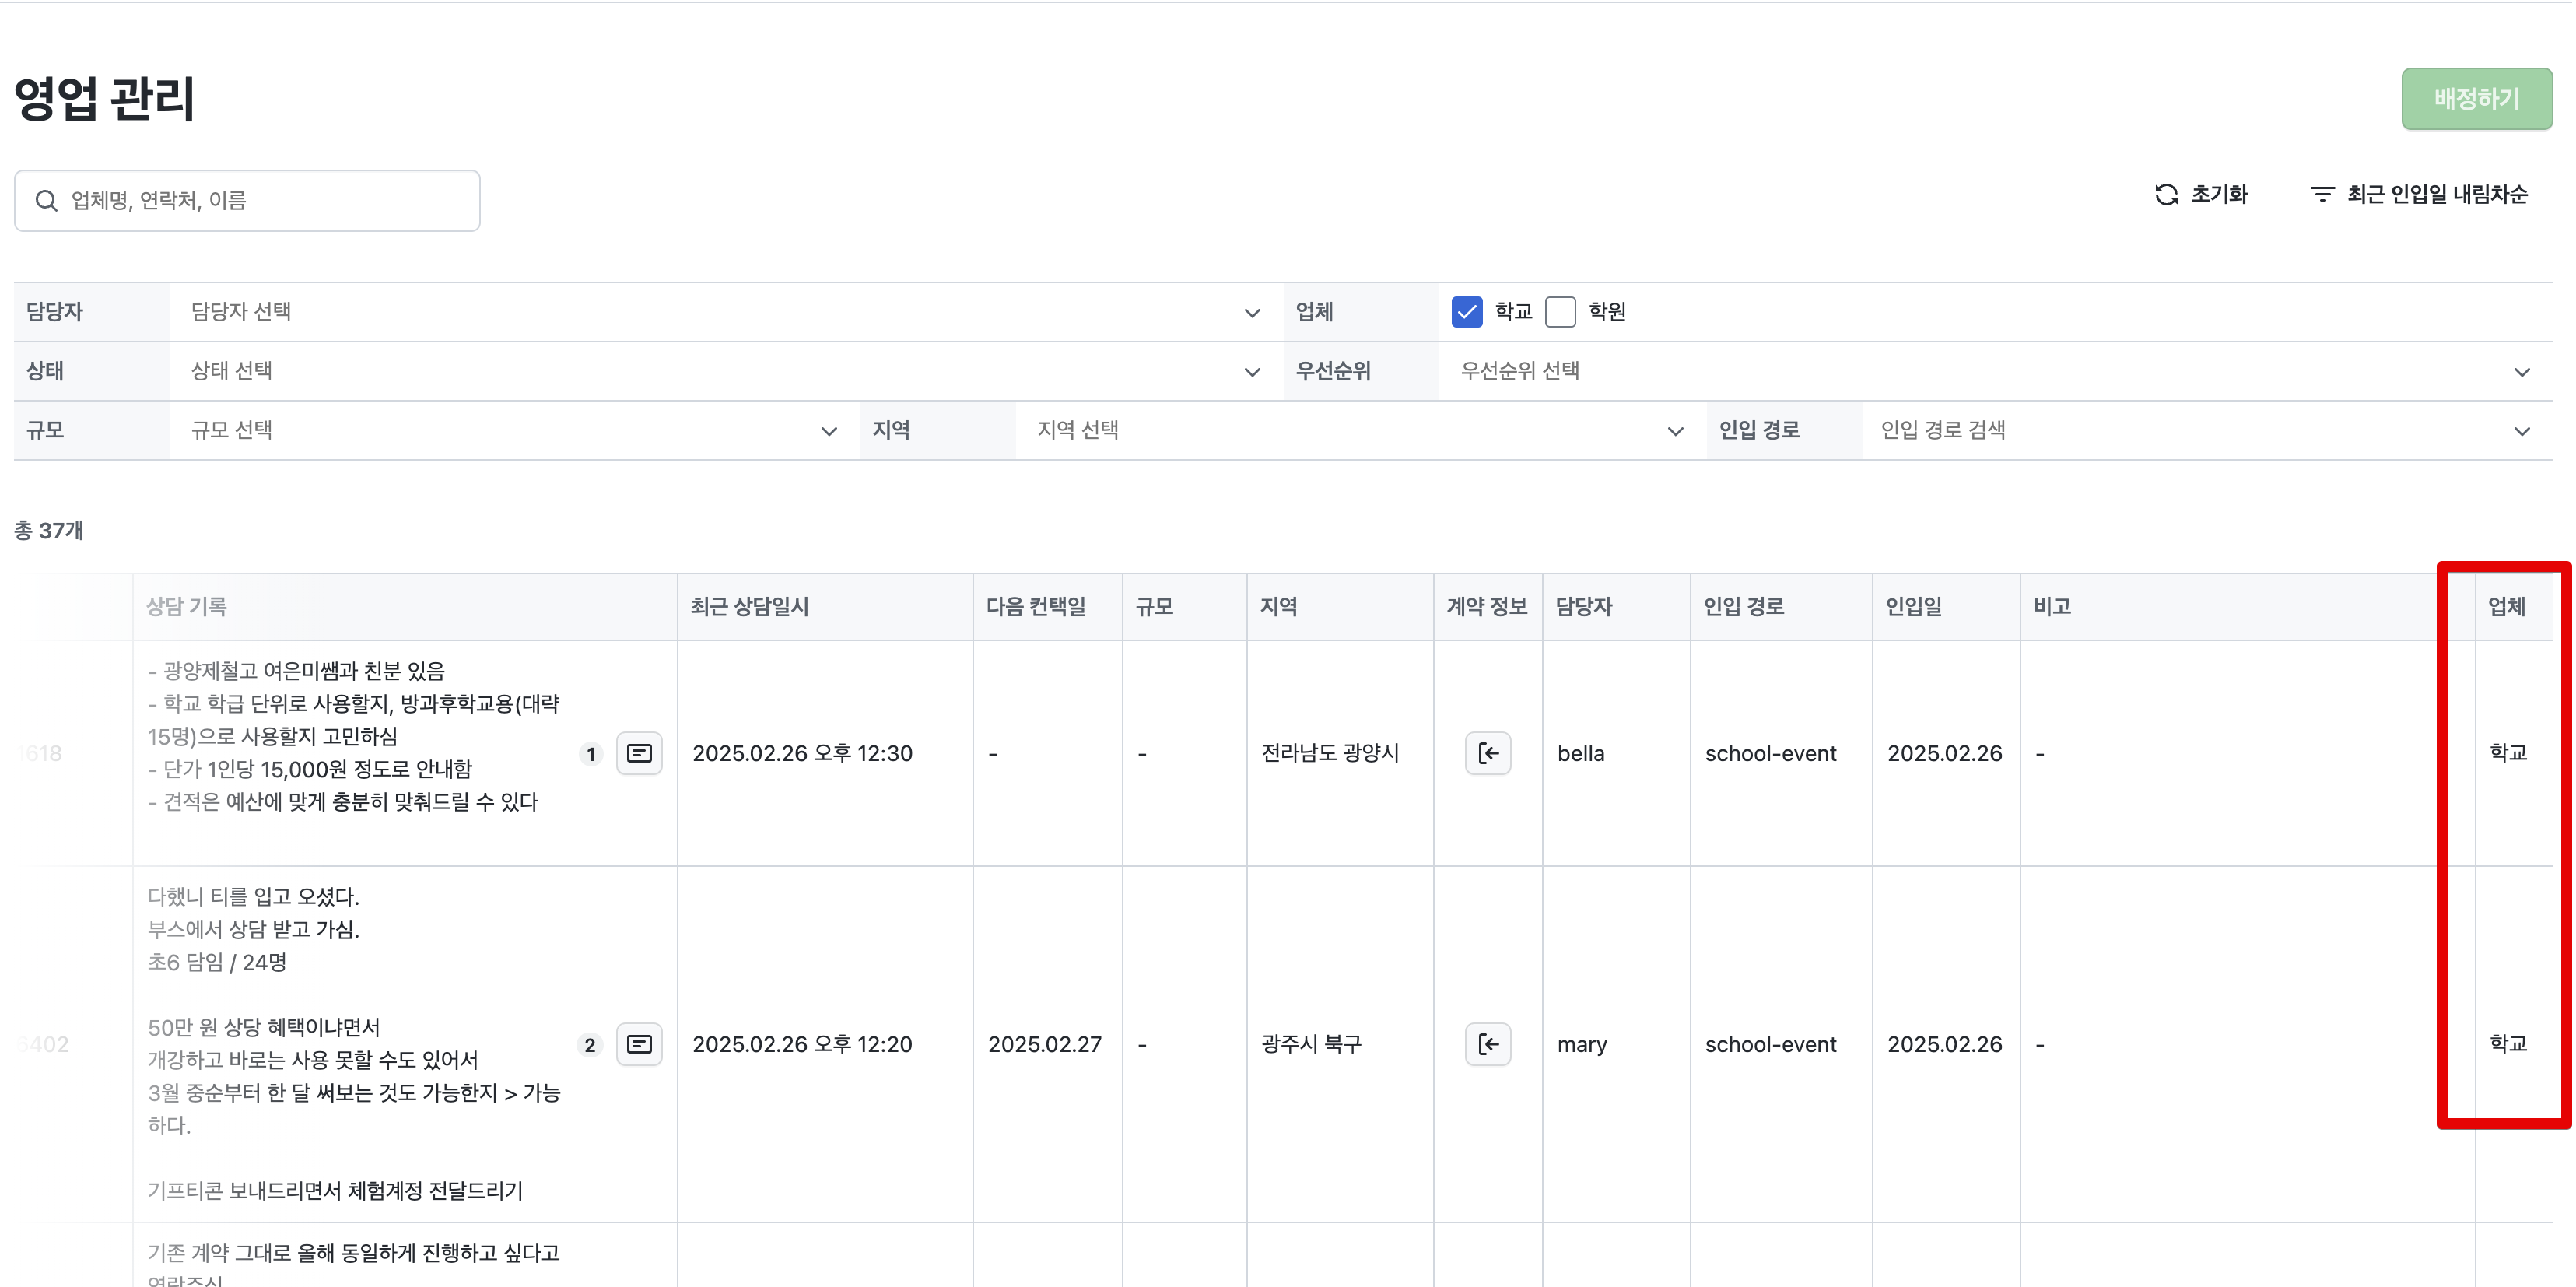 영업 관리
배정하기
업체명, 연락처, 이름
초기화
최근 인입일 내림차순
담당자 담당자 선택 업체 학교 학원
상태 상태 선택 우선순위 우선순위 선택
규모 규모 선택 지역 지역 선택 인입 경로 인입 경로 검색
총 37개
상담 기록 최근 상담일시 다음 컨택일 규모 지역 계약 정보 담당자 인입 경로 인입일 비고 업체
- 광양제철고 여은미쌤과 친분 있음
- 학교 학급 단위로 사용할지, 방과후학교용(대략
15명)으로 사용할지 고민하심
- 단가 1인당 15,000원 정도로 안내함
- 견적은 예산에 맞게 충분히 맞춰드릴 수 있다
1618 1 2025.02.26 오후 12:30 - - 전라남도 광양시 bella school-event 2025.02.26 - 학교
다했니 티를 입고 오셨다.
부스에서 상담 받고 가심.
초6 담임 / 24명
50만 원 상당 혜택이냐면서
개강하고 바로는 사용 못할 수도 있어서
3월 중순부터 한 달 써보는 것도 가능한지 > 가능
하다.
기프티콘 보내드리면서 체험계정 전달드리기
6402 2 2025.02.26 오후 12:20 2025.02.27 - 광주시 북구 mary school-event 2025.02.26 - 학교
기존 계약 그대로 올해 동일하게 진행하고 싶다고